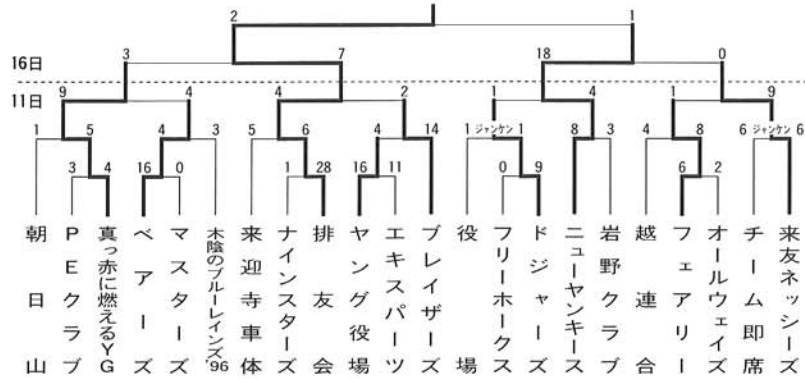 2 1
16日 3 7 18 0
11日 9 4 4 2 1 4 1 9
1 5 4 3 5 6 4 14 1 ジャンケン 1 8 3 4 8 6 ジャンケン 6
3 4 16 0 1 28 16 11 0 9 6 2
朝日山
PEクラブ
真っ赤に燃えるYG
ベアーズ
マスターズ
木陰のブルーレインズ'96
来迎寺車体
ナインスターズ
排友会
ヤング役場
エキスパーツ
ブレイザーズ
役場
フリーホークス
ドジャーズ
ニューヤンキース
岩野クラブ
越連合
フェアリー
オールウェイズ
チーム即席
来友ネッシーズ